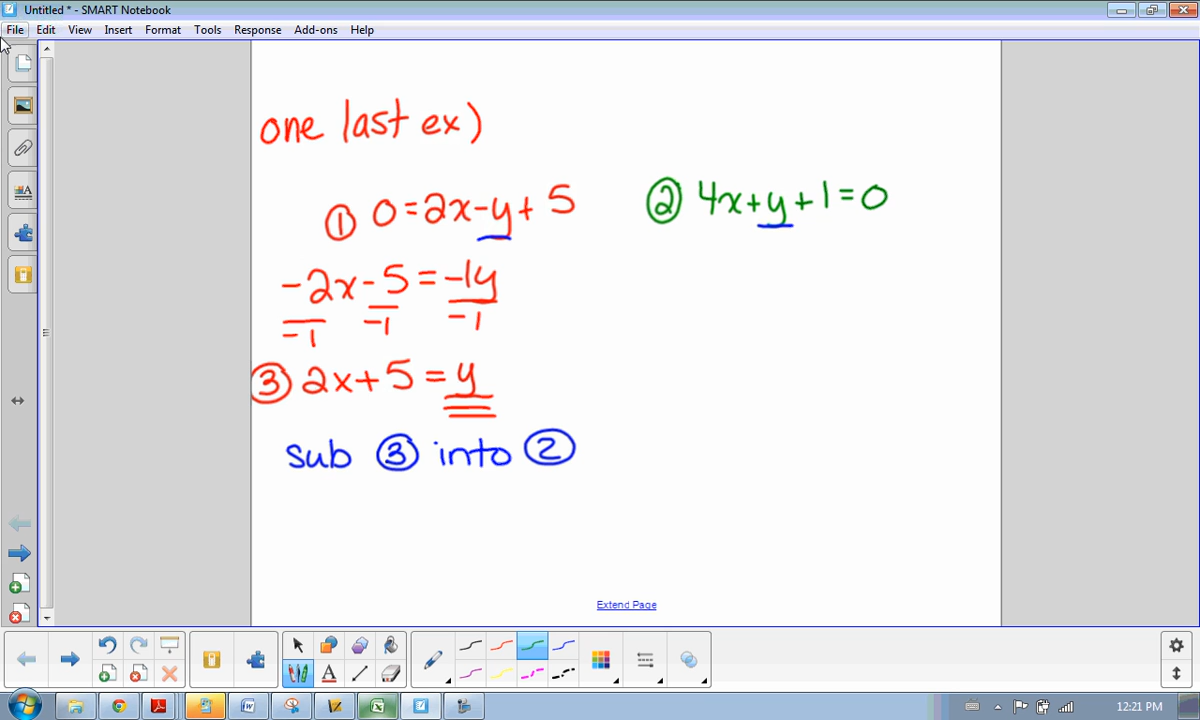 Untitled * - SMART Notebook
File Edit View Insert Format Tools Response Add-ons Help
one last ex)
① 0=2x-y+5
② 4x+y+1=0
-2x-5=-1y
-1 -1 -1
③ 2x+5=y
sub ③ into ②
Extend Page
12:21 PM